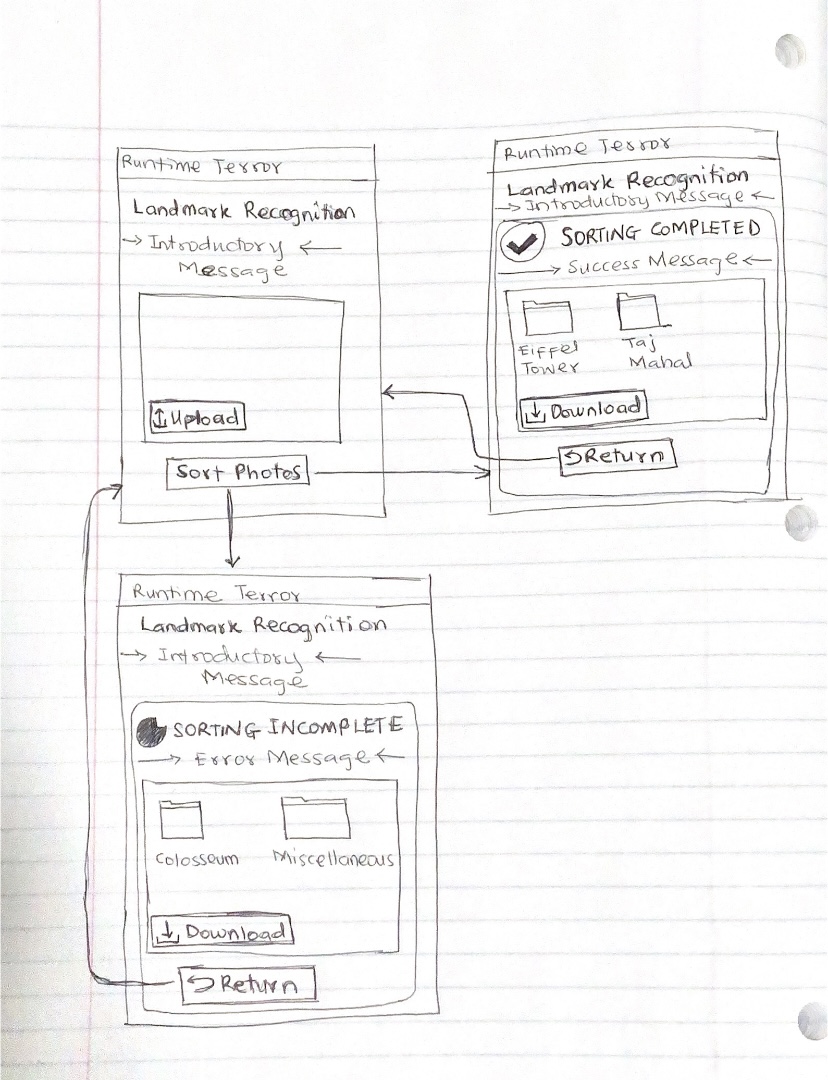 Runtime Terror
Landmark Recognition
→ Introductory ←
Message
Upload
Sort Photos
Runtime Terror
Landmark Recognition
→ Introductory Message ←
SORTING COMPLETED
→ Success Message ←
Eiffel
Tower
Taj
Mahal
Download
Return
Runtime Terror
Landmark Recognition
→ Introductory ←
Message
SORTING INCOMPLETE
→ Error Message ←
Colosseum
Miscellaneous
Download
Return